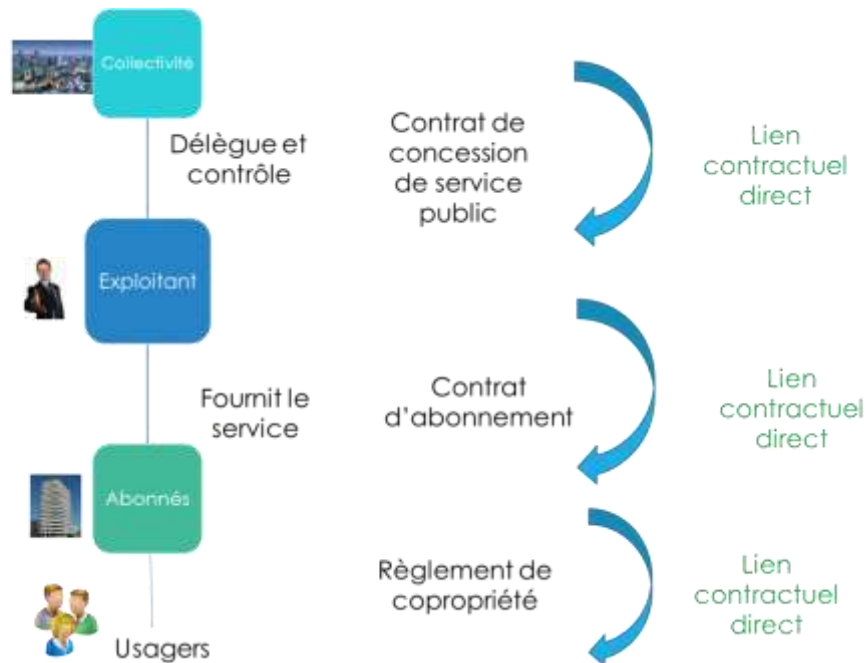 Collectivité
Délègue et
contrôle
Contrat de
concession
de service
public
Lien
contractuel
direct
Exploitant
Fournit le
service
Contrat
d'abonnement
Lien
contractuel
direct
Abonnés
Règlement de
copropriété
Lien
contractuel
direct
Usagers